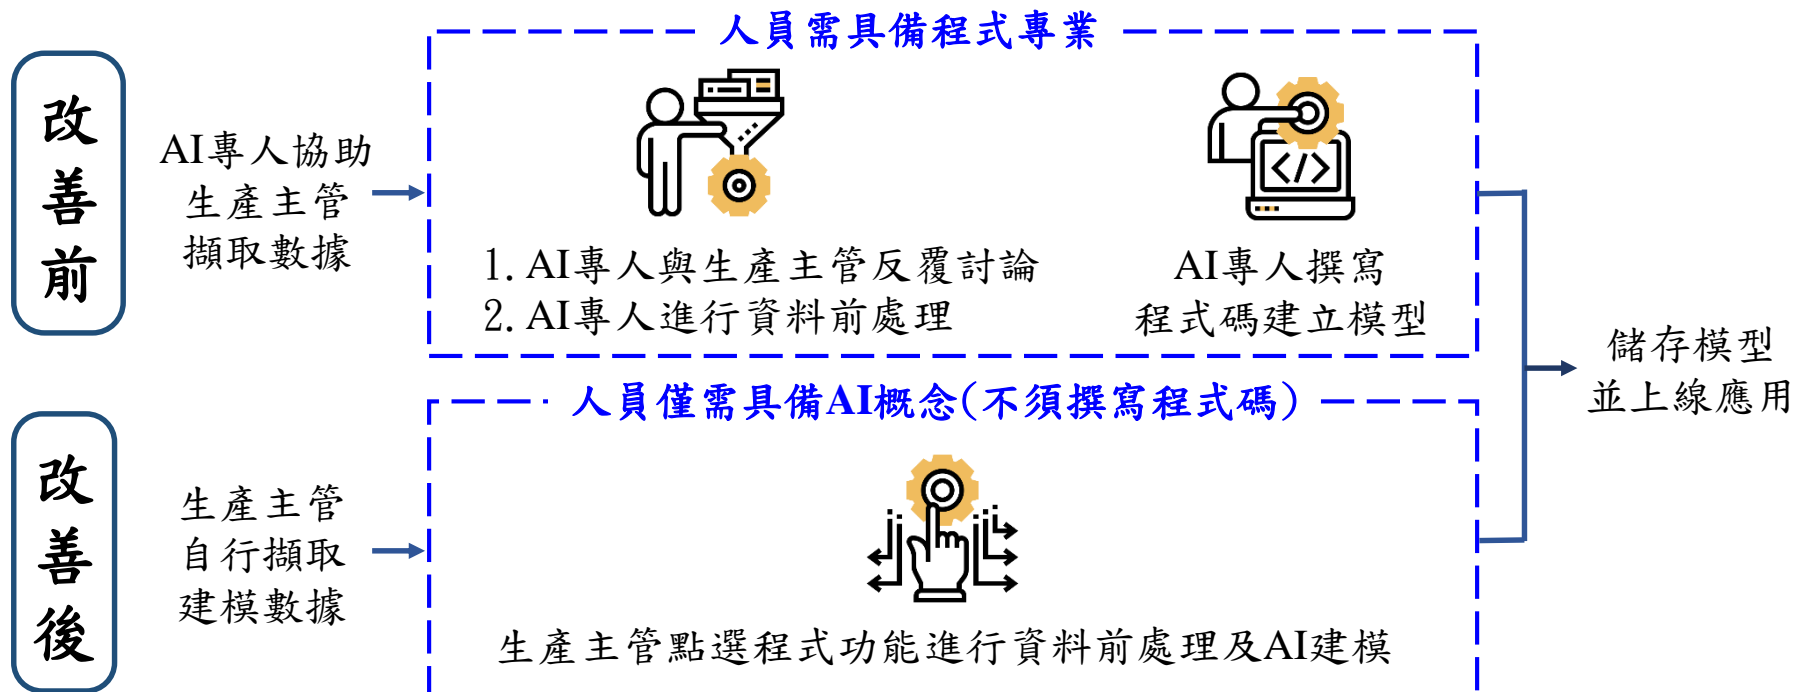 改
善
前
AI專人協助
生產主管
擷取數據
人員需具備程式專業
1. AI專人與生產主管反覆討論
2. AI專人進行資料前處理
</>
AI專人撰寫
程式碼建立模型
儲存模型
並上線應用
改
善
後
生產主管
自行擷取
建模數據
人員僅需具備AI概念(不須撰寫程式碼)
生產主管點選程式功能進行資料前處理及AI建模